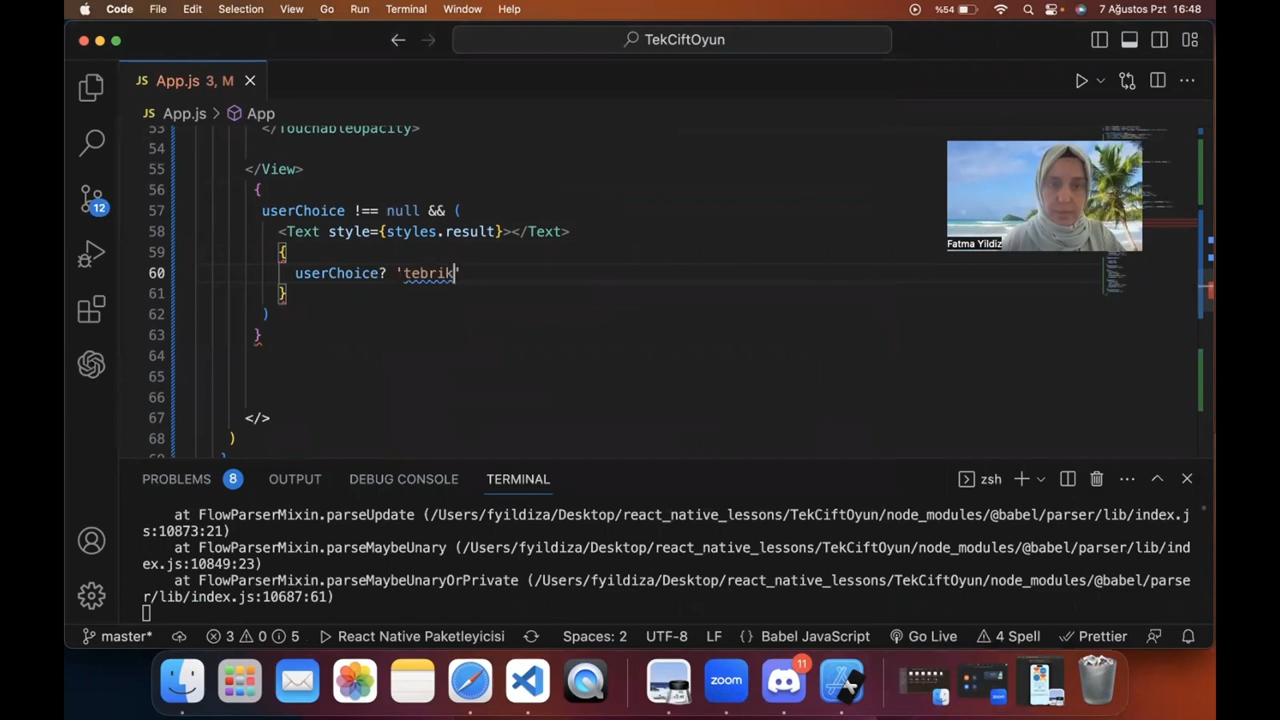 Code File Edit Selection View Go Run Terminal Window Help %54 7 Ağustos Pzt 16:48
TekCiftOyun
JS App.js 3, M
JS App.js > App
53 </TouchableOpacity>
54
55 </View>
56 {
57 userChoice !== null && (
58 <Text style={styles.result}></Text>
59 {
60 userChoice? 'tebrik'
61 }
62 )
63 }
64
65
66
67 </>
68 )
Fatma Yildiz
12
PROBLEMS 8 OUTPUT DEBUG CONSOLE TERMINAL zsh
at FlowParserMixin.parseUpdate (/Users/fyildiza/Desktop/react_native_lessons/TekCiftOyun/node_modules/@babel/parser/lib/index.j
s:10873:21)
at FlowParserMixin.parseMaybeUnary (/Users/fyildiza/Desktop/react_native_lessons/TekCiftOyun/node_modules/@babel/parser/lib/ind
ex.js:10849:23)
at FlowParserMixin.parseMaybeUnaryOrPrivate (/Users/fyildiza/Desktop/react_native_lessons/TekCiftOyun/node_modules/@babel/parse
r/lib/index.js:10687:61)
master* 3 0 5 React Native Paketleyicisi Spaces: 2 UTF-8 LF {} Babel JavaScript Go Live 4 Spell Prettier
zoom
11